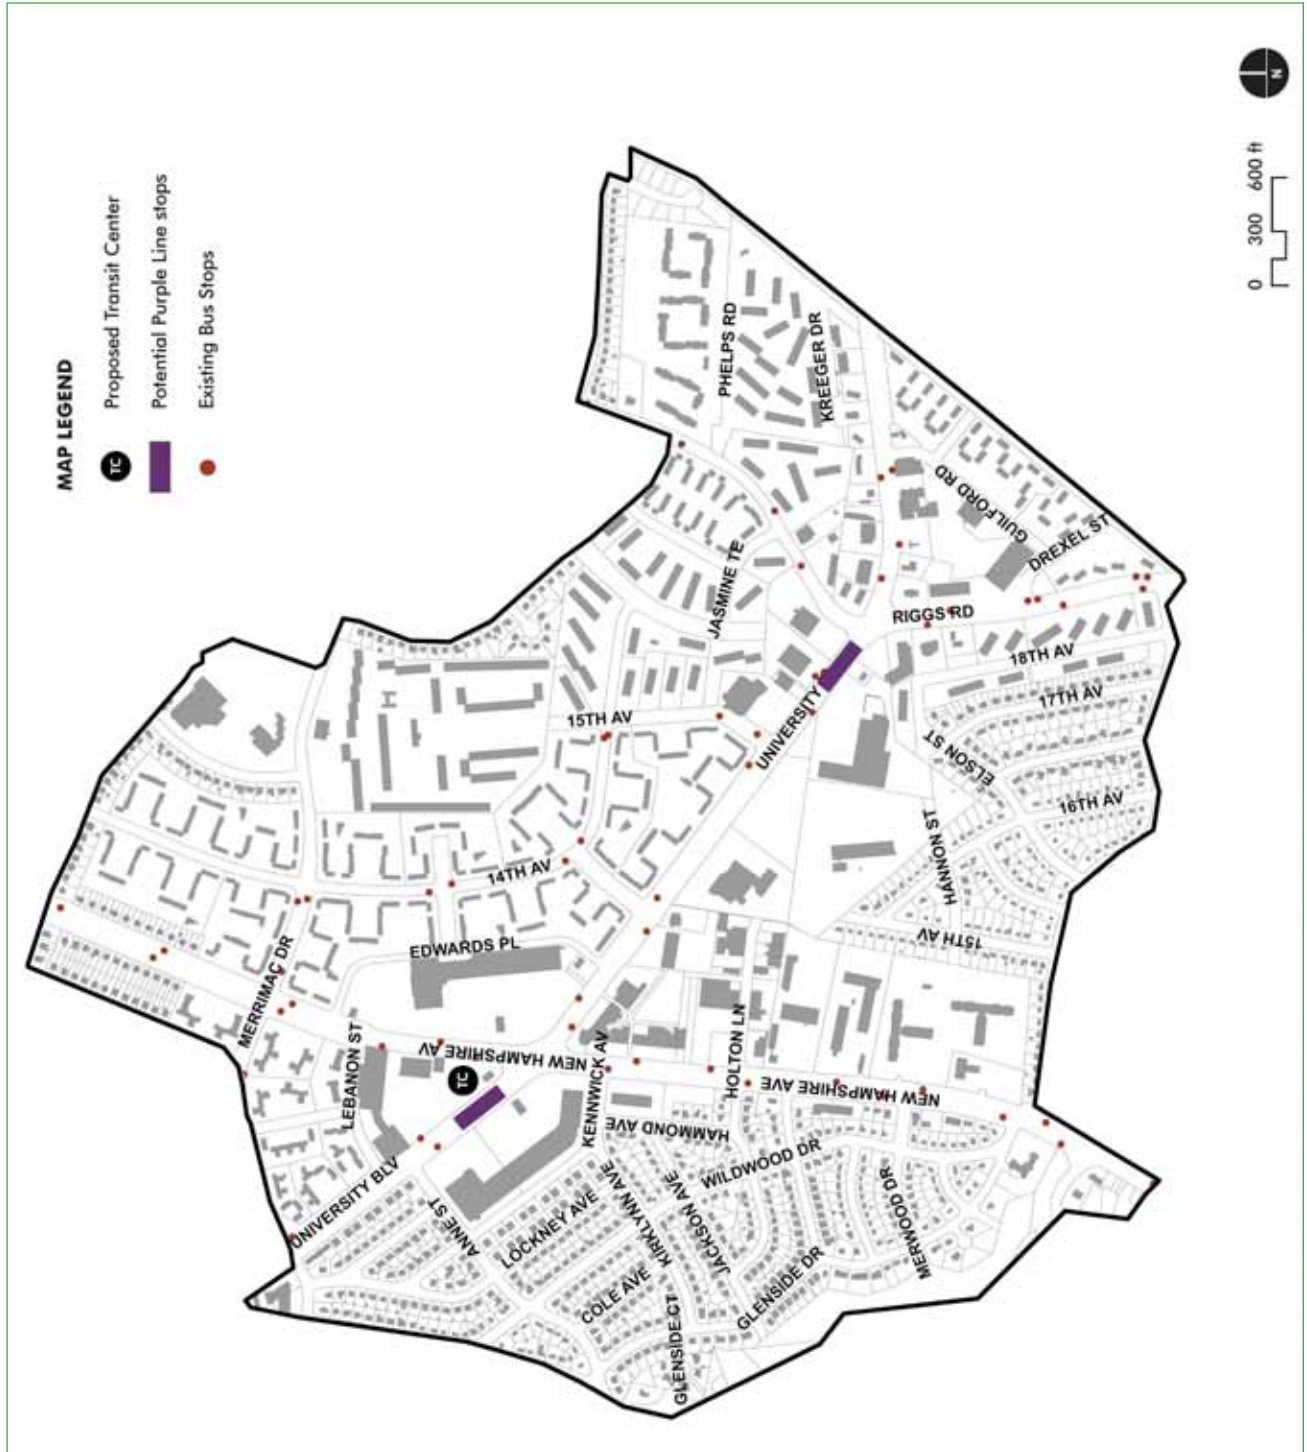 MAP LEGEND
TC
Proposed Transit Center
Potential Purple Line stops
Existing Bus Stops
N
0 300 600 ft
PHELPS RD
KREEGER DR
GUILFORD RD
DREXEL ST
JASMINE TE
RIGGS RD
18TH AV
17TH AV
15TH AV
UNIVERSITY
ELSON ST
16TH AV
HANNON ST
14TH AV
15TH AV
EDWARDS PL
MERRIMAC DR
LEBANON ST
NEW HAMPSHIRE AV
TC
KENNWICK AV
HOLTON LN
NEW HAMPSHIRE AVE
HAMMOND AVE
UNIVERSITY BLV
ANNE ST
LOCKNEY AVE
KIRKLYNN AVE
JACKSON AVE
WILDWOOD DR
MERWOOD DR
COLE AVE
GLENSIDE DR
GLENSIDE CT